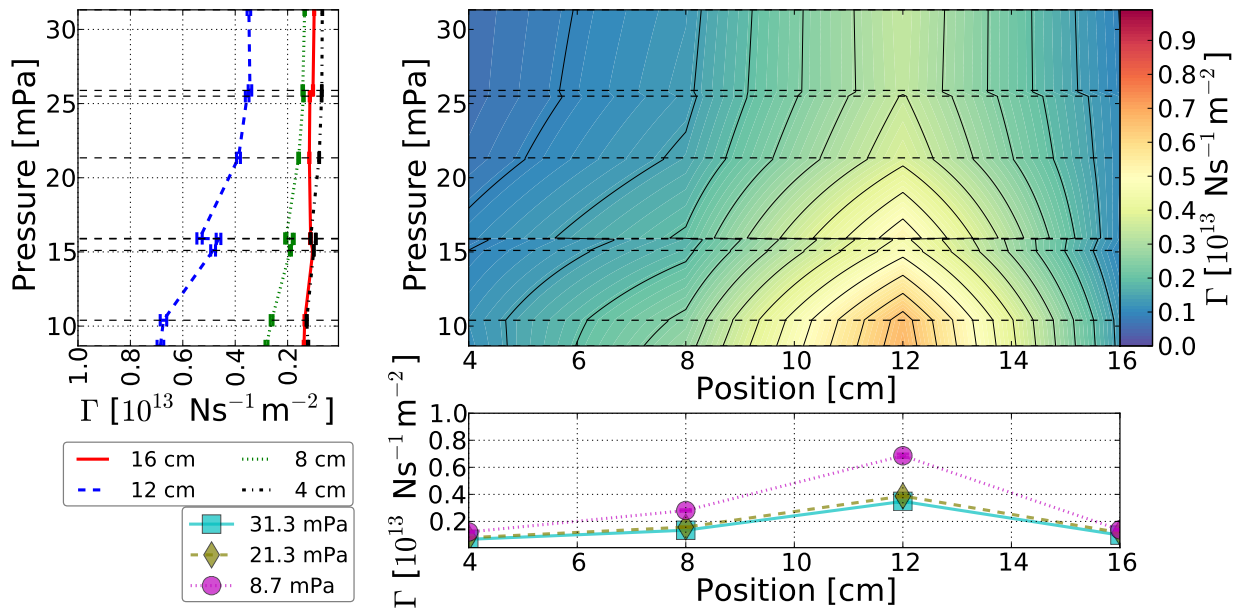 Pressure [mPa]
30
25
20
15
10
1.0
0.8
0.6
0.4
0.2
Γ [10^13 Ns^−1 m^−2]
16 cm
12 cm
8 cm
4 cm
31.3 mPa
21.3 mPa
8.7 mPa
Pressure [mPa]
30
25
20
15
10
4 6 8 10 12 14 16
Position [cm]
0.9
0.8
0.7
0.6
0.5
0.4
0.3
0.2
0.1
0.0
Γ [10^13 Ns^−1 m^−2]
Γ [10^13 Ns^−1 m^−2]
1.0
0.8
0.6
0.4
0.2
4 6 8 10 12 14 16
Position [cm]